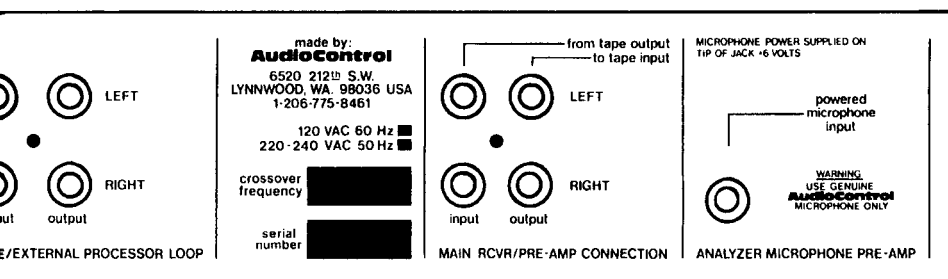 LEFT
RIGHT
output
E/EXTERNAL PROCESSOR LOOP
made by:
AudioControl
6520 212th S.W.
LYNNWOOD, WA. 98036 USA
1-206-775-8461
120 VAC 60 Hz
220-240 VAC 50 Hz
crossover
frequency
serial
number
from tape output
to tape input
LEFT
RIGHT
input output
MAIN RCVR/PRE-AMP CONNECTION
MICROPHONE POWER SUPPLIED ON
TIP OF JACK +6 VOLTS
powered
microphone
input
WARNING
USE GENUINE
AudioControl
MICROPHONE ONLY
ANALYZER MICROPHONE PRE-AMP